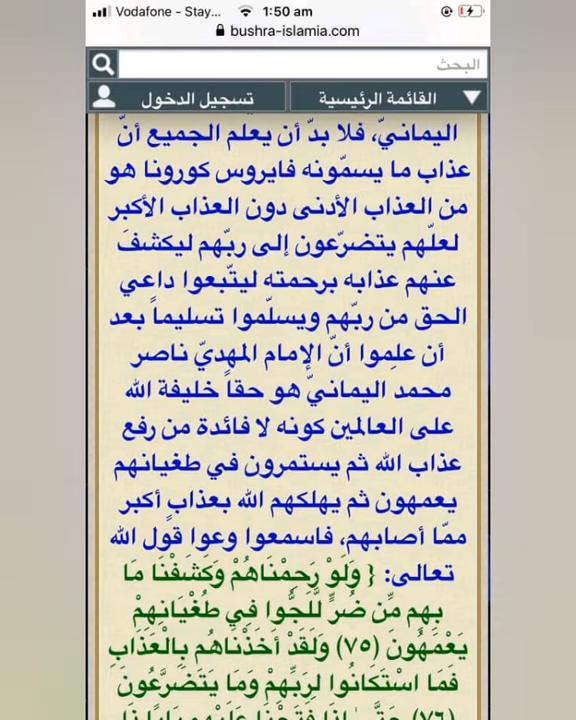 Vodafone - Stay... 1:50 am
bushra-islamia.com
البحث
القائمة الرئيسية تسجيل الدخول
اليمانيّ، فلا بدّ أن يعلم الجميع أنّ
عذاب ما يسمّونه فايروس كورونا هو
من العذاب الأدنى دون العذاب الأكبر
لعلّهم يتضرّعون إلى ربّهم ليكشفَ
عنهم عذابه برحمته ليتّبعوا داعي
الحق من ربّهم ويسلّموا تسليماً بعد
أن علِموا أنّ الإمام المهديّ ناصر
محمد اليمانيّ هو حقاً خليفة الله
على العالمين كونه لا فائدة من رفع
عذاب الله ثم يستمرون في طغيانهم
يعمهون ثم يهلكهم الله بعذابٍ أكبر
ممّا أصابهم، فاسمعوا وعوا قول الله
تعالى: { وَلَوْ رَحِمْنَاهُمْ وَكَشَفْنَا مَا
بِهِم مِّن ضُرٍّ لَّلَجُّوا فِي طُغْيَانِهِمْ
يَعْمَهُونَ (٧٥) وَلَقَدْ أَخَذْنَاهُم بِالْعَذَابِ
فَمَا اسْتَكَانُوا لِرَبِّهِمْ وَمَا يَتَضَرَّعُونَ